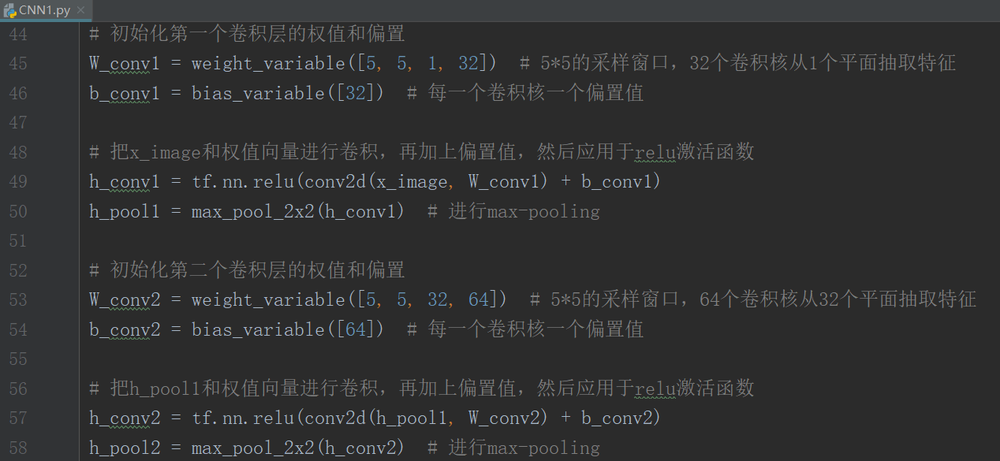 CNN1.py
44 # 初始化第一个卷积层的权值和偏置
45 W_conv1 = weight_variable([5, 5, 1, 32]) # 5*5的采样窗口，32个卷积核从1个平面抽取特征
46 b_conv1 = bias_variable([32]) # 每一个卷积核一个偏置值
47
48 # 把x_image和权值向量进行卷积，再加上偏置值，然后应用于relu激活函数
49 h_conv1 = tf.nn.relu(conv2d(x_image, W_conv1) + b_conv1)
50 h_pool1 = max_pool_2x2(h_conv1) # 进行max-pooling
51
52 # 初始化第二个卷积层的权值和偏置
53 W_conv2 = weight_variable([5, 5, 32, 64]) # 5*5的采样窗口，64个卷积核从32个平面抽取特征
54 b_conv2 = bias_variable([64]) # 每一个卷积核一个偏置值
55
56 # 把h_pool1和权值向量进行卷积，再加上偏置值，然后应用于relu激活函数
57 h_conv2 = tf.nn.relu(conv2d(h_pool1, W_conv2) + b_conv2)
58 h_pool2 = max_pool_2x2(h_conv2) # 进行max-pooling